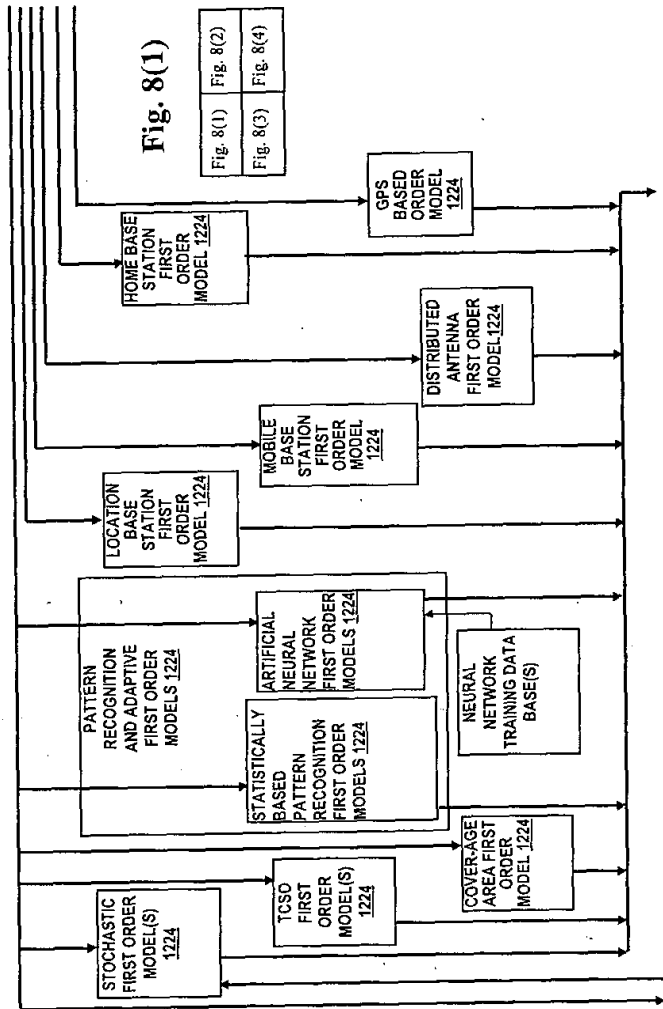 Fig. 8(1)
Fig. 8(1) Fig. 8(2)
Fig. 8(3) Fig. 8(4)
STOCHASTIC
FIRST ORDER
MODEL(S)
1224
TCSO FIRST
ORDER
MODEL(S)
1224
COVER-AGE
AREA FIRST
ORDER
MODEL 1224
PATTERN
RECOGNITION
AND ADAPTIVE
FIRST ORDER
MODELS 1224
STATISTICALLY
BASED
PATTERN
RECOGNITION
FIRST ORDER
MODELS 1224
ARTIFICIAL
NEURAL
NETWORK
FIRST ORDER
MODELS 1224
NEURAL
NETWORK
TRAINING DATA
BASE(S)
LOCATION
BASE
STATION
FIRST
ORDER
MODEL 1224
MOBILE
BASE
STATION
FIRST
ORDER
MODEL
1224
DISTRIBUTED
ANTENNA
FIRST ORDER
MODEL1224
HOME BASE
STATION
FIRST
ORDER
MODEL 1224
GPS
BASED
ORDER
MODEL
1224